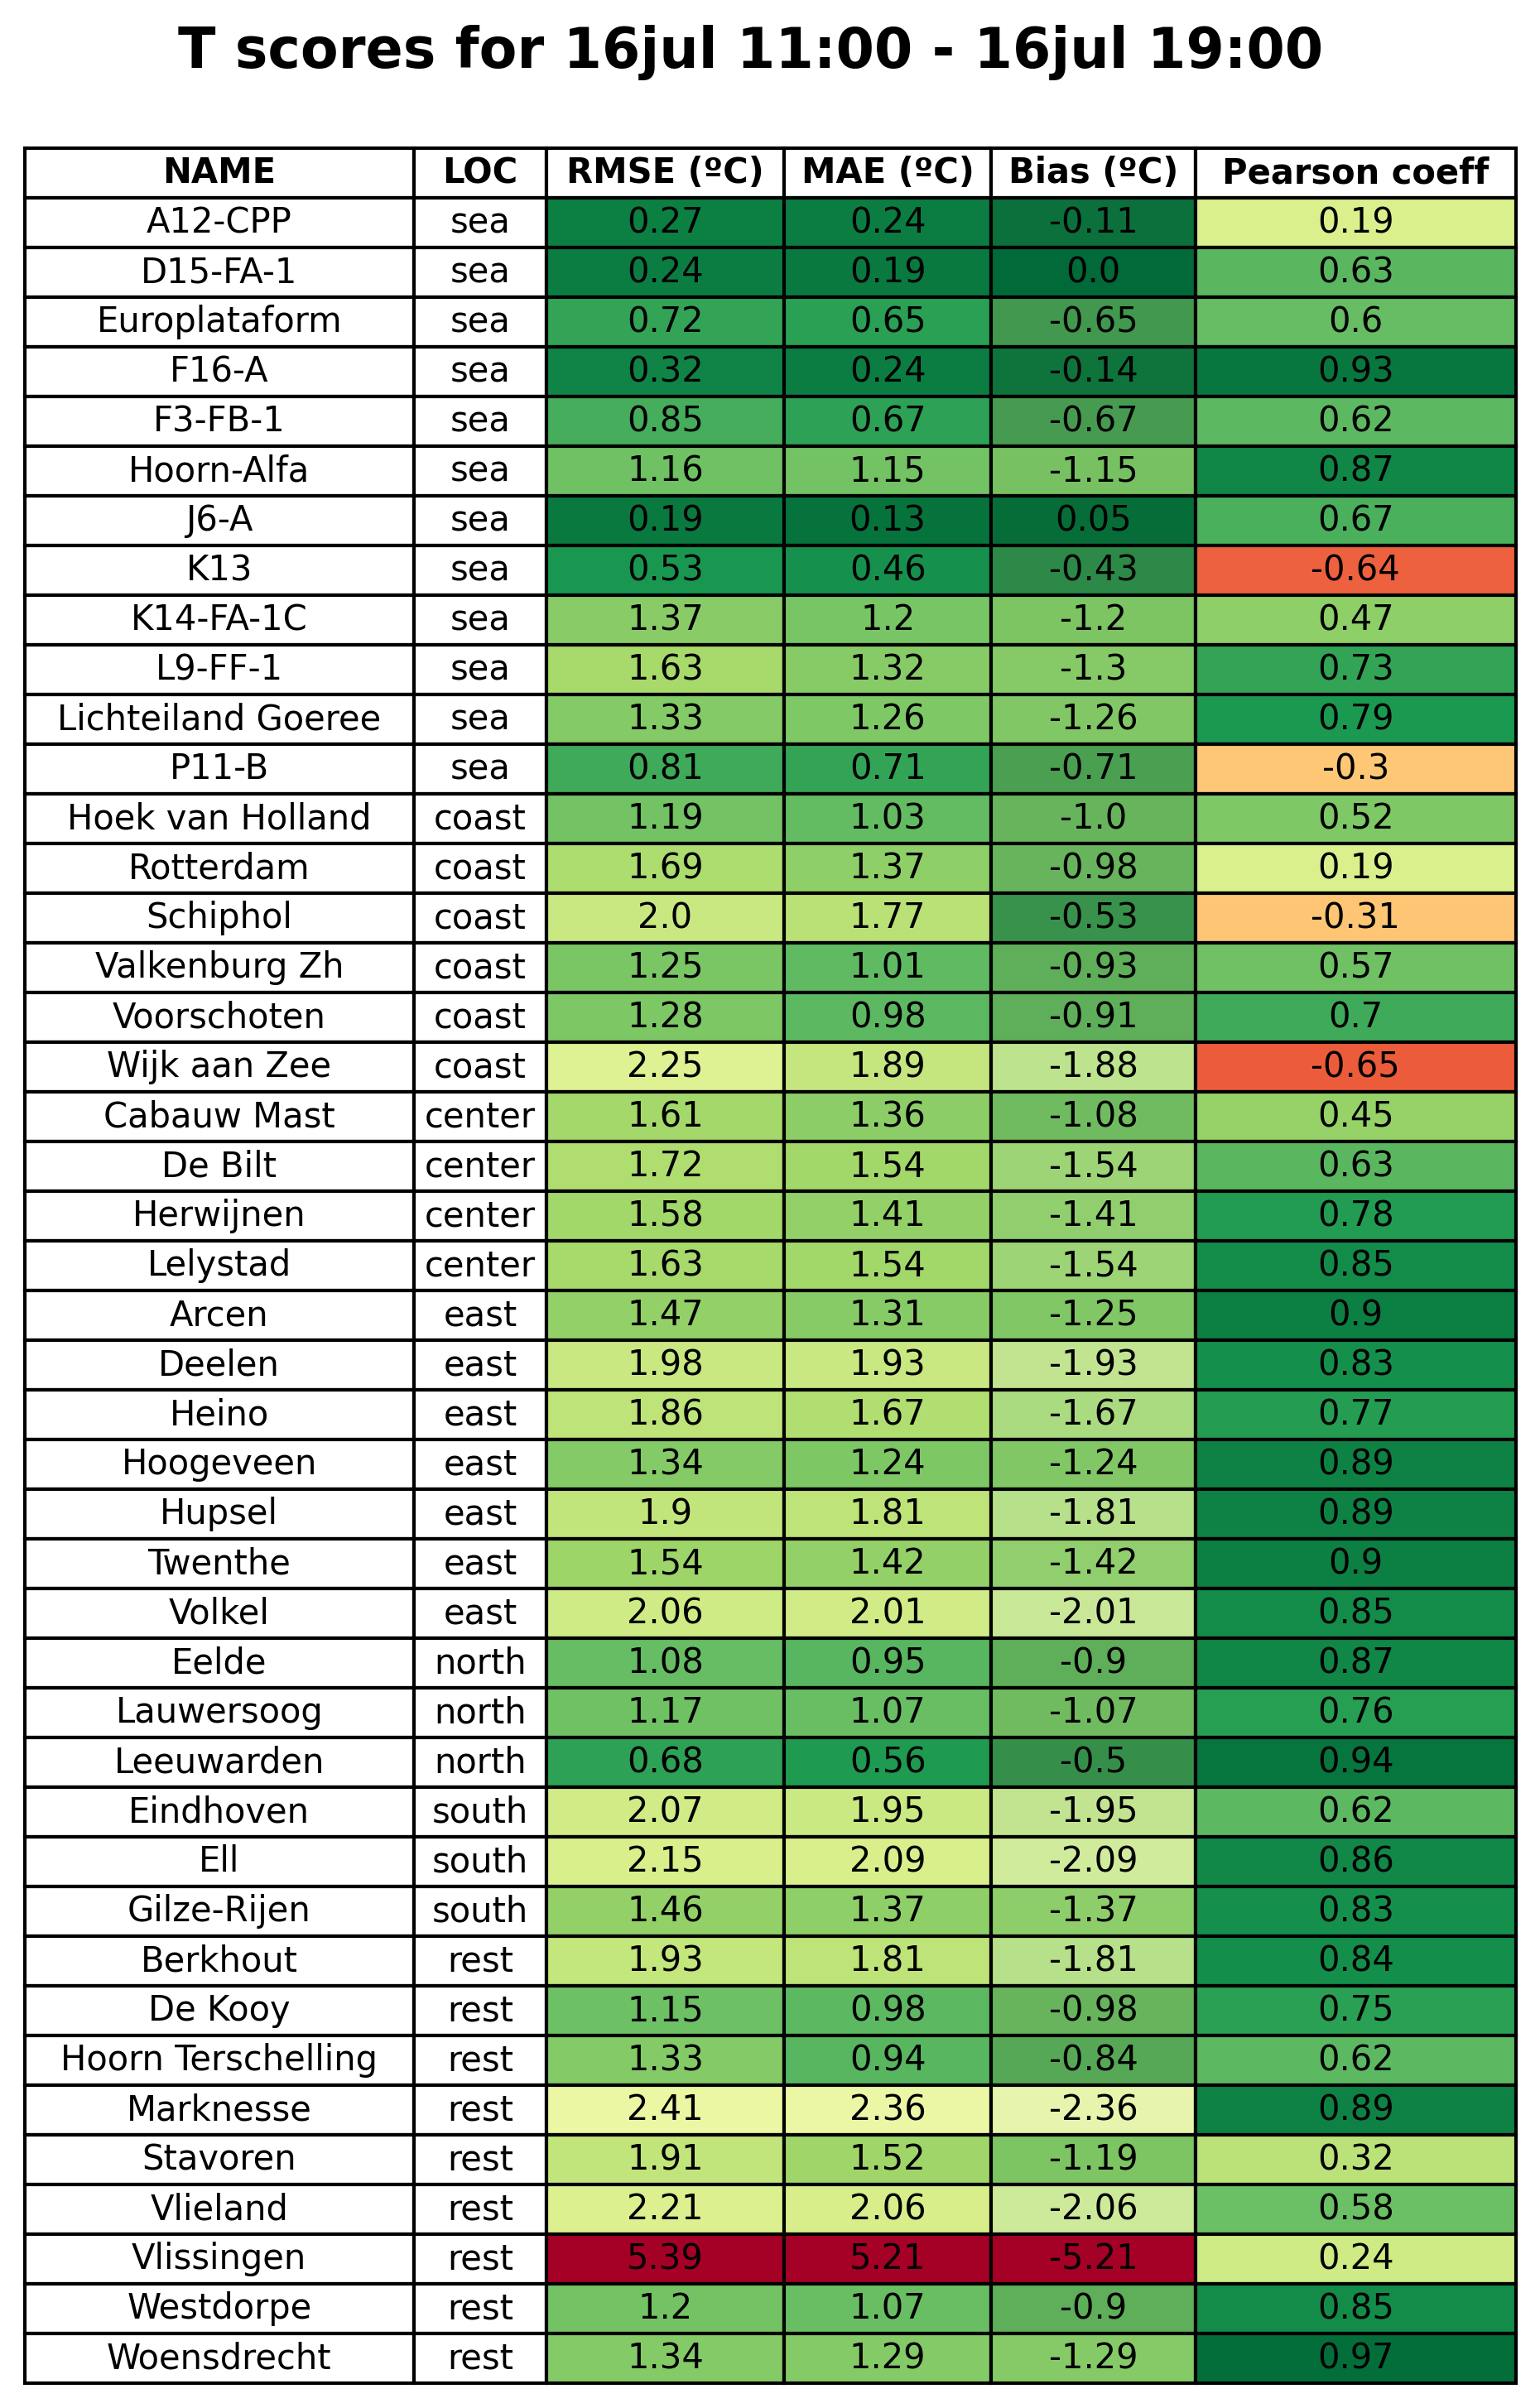 T scores for 16jul 11:00 - 16jul 19:00
NAME LOC RMSE (ºC) MAE (ºC) Bias (ºC) Pearson coeff
A12-CPP sea 0.27 0.24 -0.11 0.19
D15-FA-1 sea 0.24 0.19 0.0 0.63
Europlataform sea 0.72 0.65 -0.65 0.6
F16-A sea 0.32 0.24 -0.14 0.93
F3-FB-1 sea 0.85 0.67 -0.67 0.62
Hoorn-Alfa sea 1.16 1.15 -1.15 0.87
J6-A sea 0.19 0.13 0.05 0.67
K13 sea 0.53 0.46 -0.43 -0.64
K14-FA-1C sea 1.37 1.2 -1.2 0.47
L9-FF-1 sea 1.63 1.32 -1.3 0.73
Lichteiland Goeree sea 1.33 1.26 -1.26 0.79
P11-B sea 0.81 0.71 -0.71 -0.3
Hoek van Holland coast 1.19 1.03 -1.0 0.52
Rotterdam coast 1.69 1.37 -0.98 0.19
Schiphol coast 2.0 1.77 -0.53 -0.31
Valkenburg Zh coast 1.25 1.01 -0.93 0.57
Voorschoten coast 1.28 0.98 -0.91 0.7
Wijk aan Zee coast 2.25 1.89 -1.88 -0.65
Cabauw Mast center 1.61 1.36 -1.08 0.45
De Bilt center 1.72 1.54 -1.54 0.63
Herwijnen center 1.58 1.41 -1.41 0.78
Lelystad center 1.63 1.54 -1.54 0.85
Arcen east 1.47 1.31 -1.25 0.9
Deelen east 1.98 1.93 -1.93 0.83
Heino east 1.86 1.67 -1.67 0.77
Hoogeveen east 1.34 1.24 -1.24 0.89
Hupsel east 1.9 1.81 -1.81 0.89
Twenthe east 1.54 1.42 -1.42 0.9
Volkel east 2.06 2.01 -2.01 0.85
Eelde north 1.08 0.95 -0.9 0.87
Lauwersoog north 1.17 1.07 -1.07 0.76
Leeuwarden north 0.68 0.56 -0.5 0.94
Eindhoven south 2.07 1.95 -1.95 0.62
Ell south 2.15 2.09 -2.09 0.86
Gilze-Rijen south 1.46 1.37 -1.37 0.83
Berkhout rest 1.93 1.81 -1.81 0.84
De Kooy rest 1.15 0.98 -0.98 0.75
Hoorn Terschelling rest 1.33 0.94 -0.84 0.62
Marknesse rest 2.41 2.36 -2.36 0.89
Stavoren rest 1.91 1.52 -1.19 0.32
Vlieland rest 2.21 2.06 -2.06 0.58
Vlissingen rest 5.39 5.21 -5.21 0.24
Westdorpe rest 1.2 1.07 -0.9 0.85
Woensdrecht rest 1.34 1.29 -1.29 0.97